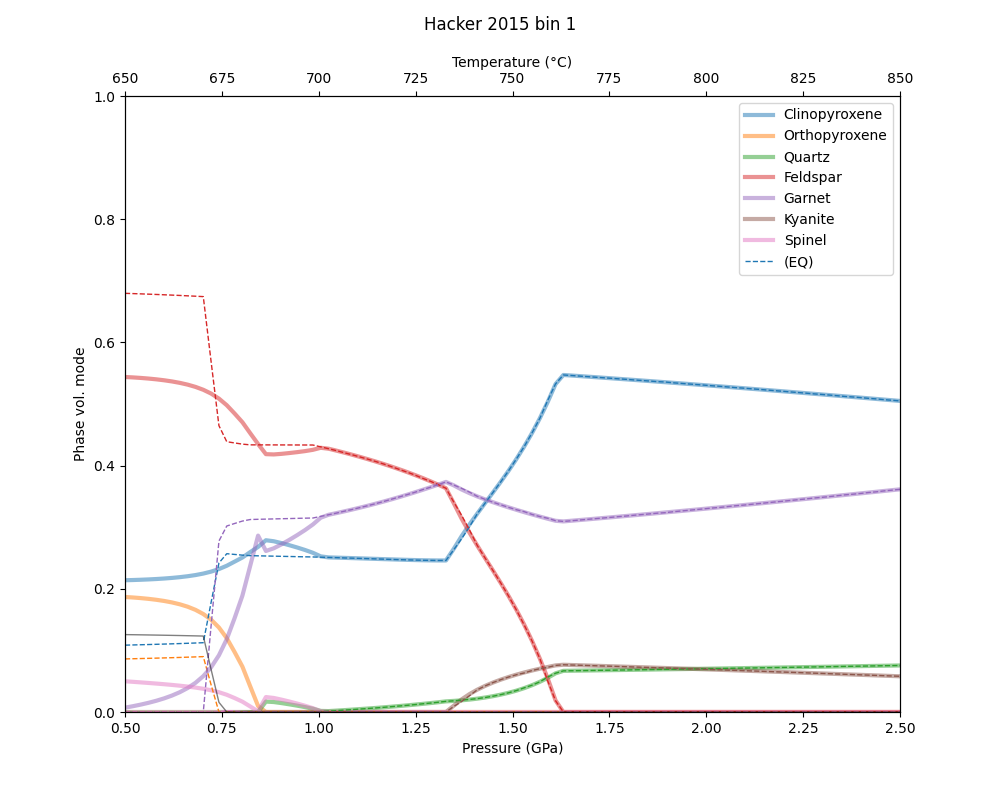 Hacker 2015 bin 1
Temperature (°C)
650 675 700 725 750 775 800 825 850
1.0
0.8
0.6
0.4
0.2
0.0
Phase vol. mode
Clinopyroxene
Orthopyroxene
Quartz
Feldspar
Garnet
Kyanite
Spinel
(EQ)
0.50 0.75 1.00 1.25 1.50 1.75 2.00 2.25 2.50
Pressure (GPa)